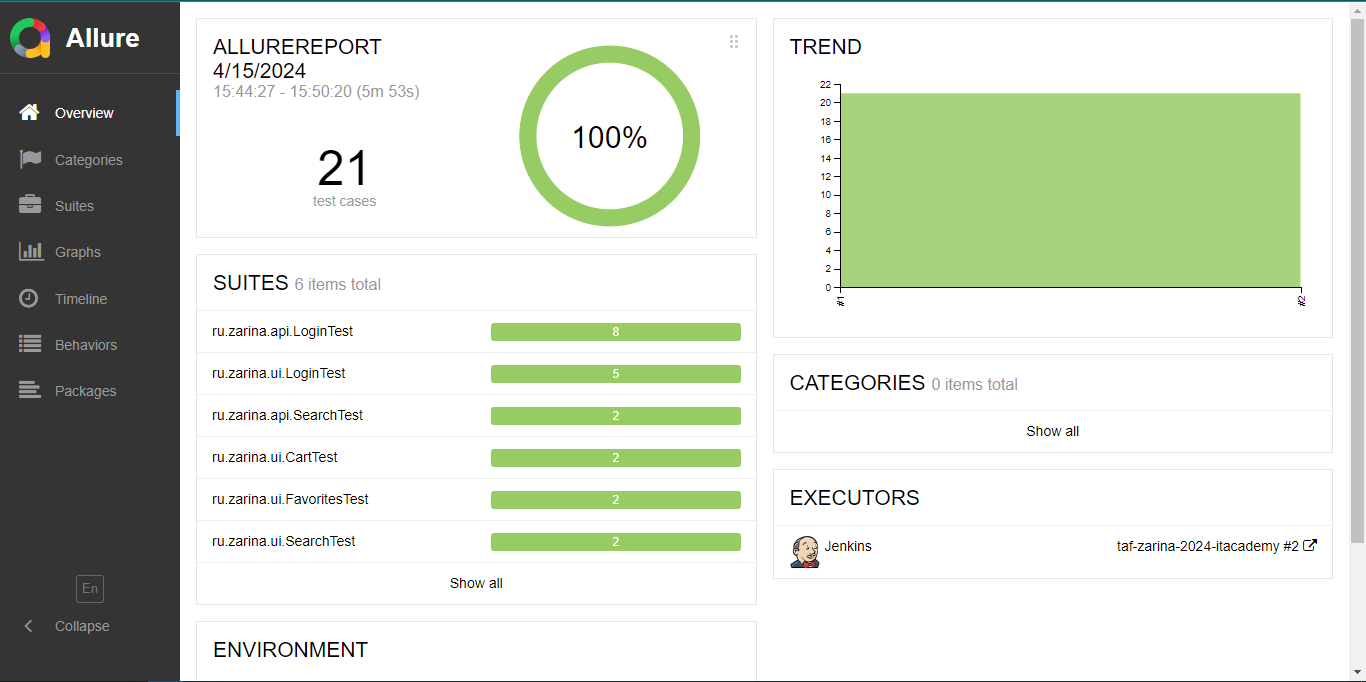 Allure
Overview
Categories
Suites
Graphs
Timeline
Behaviors
Packages
En
Collapse
ALLUREREPORT
4/15/2024
15:44:27 - 15:50:20 (5m 53s)
21
test cases
100%
SUITES 6 items total
ru.zarina.api.LoginTest 8
ru.zarina.ui.LoginTest 5
ru.zarina.api.SearchTest 2
ru.zarina.ui.CartTest 2
ru.zarina.ui.FavoritesTest 2
ru.zarina.ui.SearchTest 2
Show all
ENVIRONMENT
TREND
22
20
18
16
14
12
10
8
6
4
2
0
#1
#2
CATEGORIES 0 items total
Show all
EXECUTORS
Jenkins taf-zarina-2024-itacademy #2